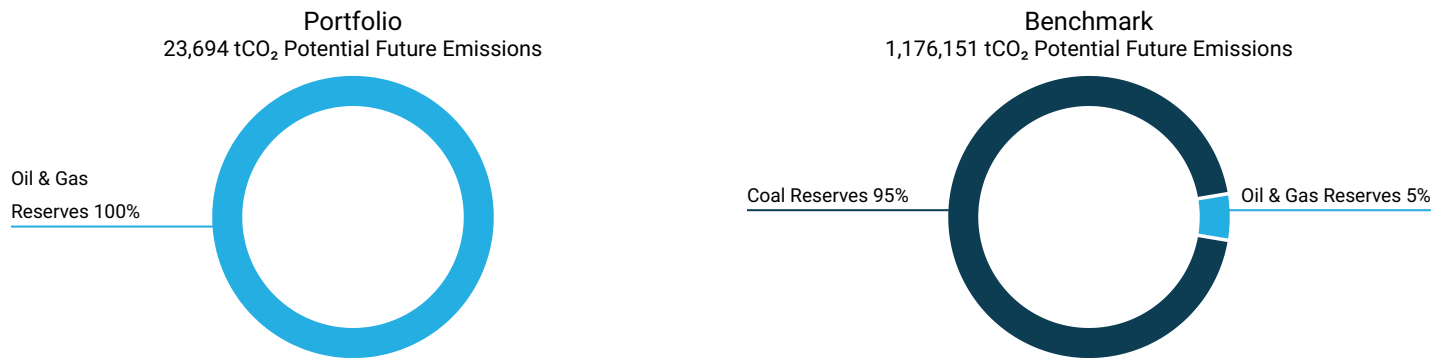 Portfolio
23,694 tCO₂ Potential Future Emissions
Oil & Gas
Reserves 100%
Benchmark
1,176,151 tCO₂ Potential Future Emissions
Coal Reserves 95%
Oil & Gas Reserves 5%